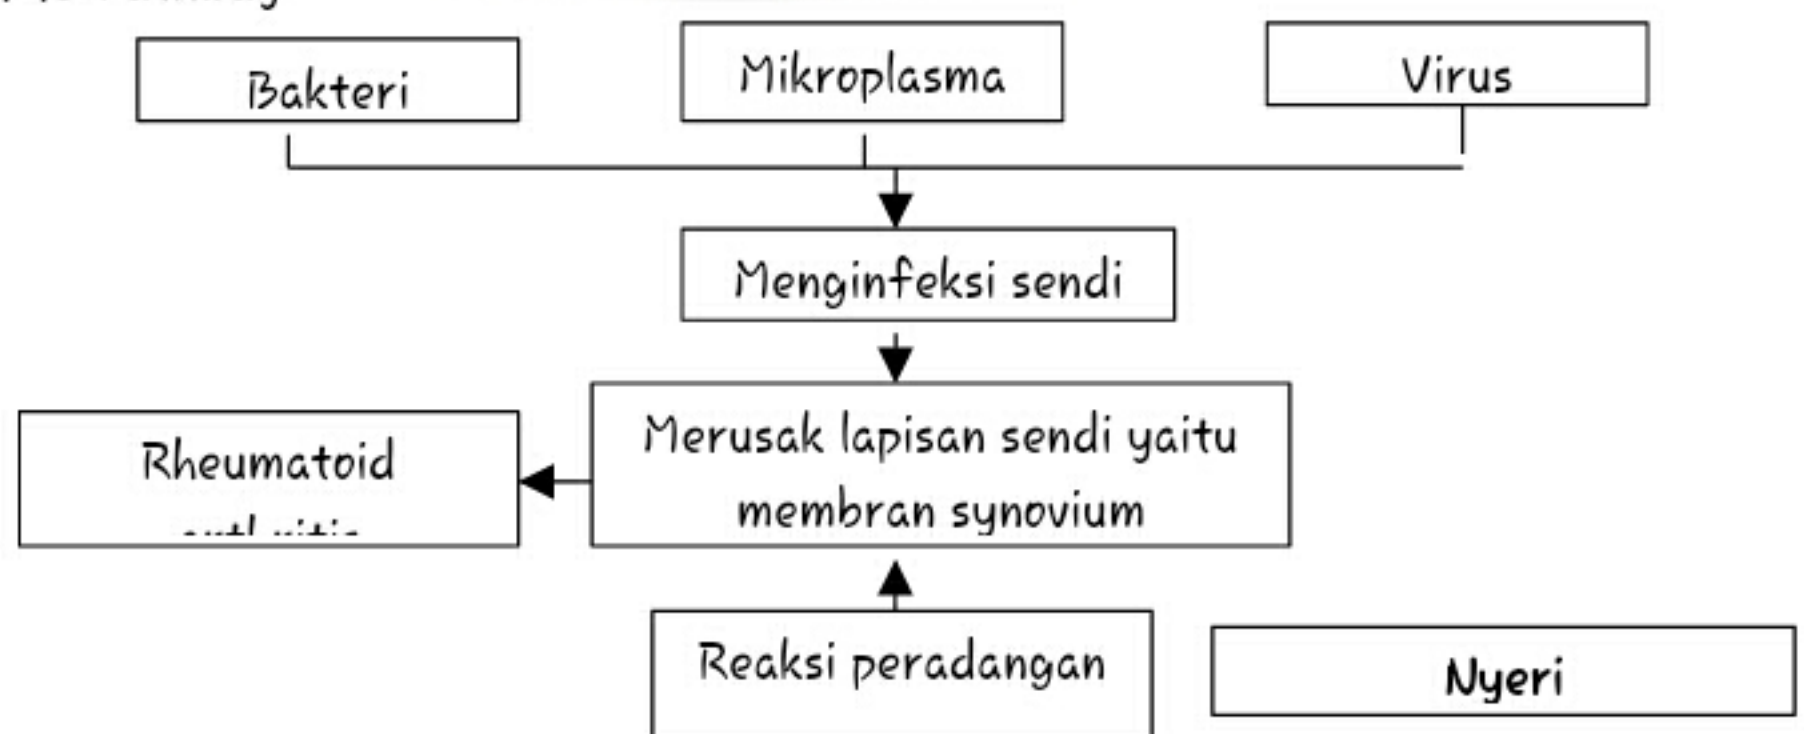 Bakteri
Mikroplasma
Virus
Menginfeksi sendi
Merusak lapisan sendi yaitu
membran synovium
Rheumatoid
Reaksi peradangan
Nyeri